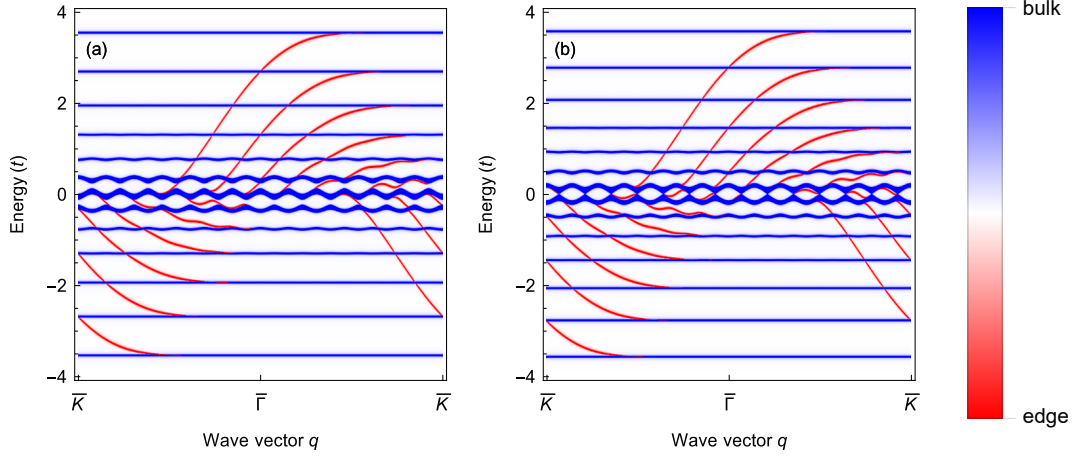 4
2
0
−2
−4
Energy (t)
(a)
K̅
Γ̅
K̅
Wave vector q
4
2
0
−2
−4
Energy (t)
(b)
K̅
Γ̅
K̅
Wave vector q
bulk
edge